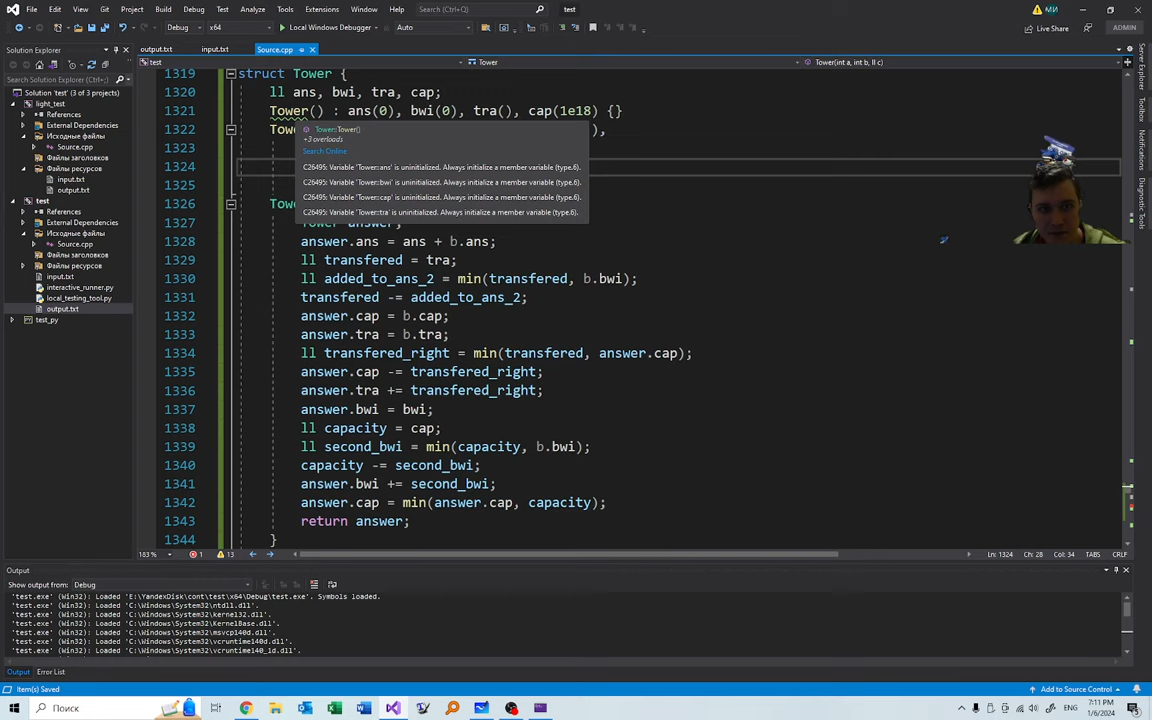 File Edit View Git Project Build Debug Test Analyze Tools Extensions Window Help Search (Ctrl+Q) test МИ
Debug x64 Local Windows Debugger Auto Live Share ADMIN
Solution Explorer output.txt input.txt Source.cpp
test Tower Tower(int a, int b, ll c)
Search Solution Explorer (Ctrl+;)
Solution 'test' (3 of 3 projects)
light_test
References
External Dependencies
Исходные файлы
Source.cpp
Файлы заголовков
Файлы ресурсов
input.txt
output.txt
test
References
External Dependencies
Исходные файлы
Source.cpp
Файлы заголовков
Файлы ресурсов
input.txt
interactive_runner.py
local_testing_tool.py
output.txt
test_py
1319 struct Tower {
1320 ll ans, bwi, tra, cap;
1321 Tower() : ans(0), bwi(0), tra(), cap(1e18) {}
1322 Tow ),
Tower::Tower()
+3 overloads
Search Online
C26495: Variable 'Tower::ans' is uninitialized. Always initialize a member variable (type.6).
C26495: Variable 'Tower::bwi' is uninitialized. Always initialize a member variable (type.6).
C26495: Variable 'Tower::cap' is uninitialized. Always initialize a member variable (type.6).
C26495: Variable 'Tower::tra' is uninitialized. Always initialize a member variable (type.6).
1323
1324
1325
1326 Tow
1327 Tower answer;
1328 answer.ans = ans + b.ans;
1329 ll transfered = tra;
1330 ll added_to_ans_2 = min(transfered, b.bwi);
1331 transfered -= added_to_ans_2;
1332 answer.cap = b.cap;
1333 answer.tra = b.tra;
1334 ll transfered_right = min(transfered, answer.cap);
1335 answer.cap -= transfered_right;
1336 answer.tra += transfered_right;
1337 answer.bwi = bwi;
1338 ll capacity = cap;
1339 ll second_bwi = min(capacity, b.bwi);
1340 capacity -= second_bwi;
1341 answer.bwi += second_bwi;
1342 answer.cap = min(answer.cap, capacity);
1343 return answer;
1344 }
183 % 1 13 Ln: 1324 Ch: 28 Col: 34 TABS CRLF
Output
Show output from: Debug
'test.exe' (Win32): Loaded 'E:\YandexDisk\cont\test\x64\Debug\test.exe'. Symbols loaded.
'test.exe' (Win32): Loaded 'C:\Windows\System32\ntdll.dll'.
'test.exe' (Win32): Loaded 'C:\Windows\System32\kernel32.dll'.
'test.exe' (Win32): Loaded 'C:\Windows\System32\KernelBase.dll'.
'test.exe' (Win32): Loaded 'C:\Windows\System32\msvcp140d.dll'.
'test.exe' (Win32): Loaded 'C:\Windows\System32\vcruntime140d.dll'.
'test.exe' (Win32): Loaded 'C:\Windows\System32\vcruntime140_1d.dll'.
Output Error List
Item(s) Saved Add to Source Control
Поиск ENG 7:11 PM
1/6/2024
Server Explorer
Toolbox
Diagnostic Tools